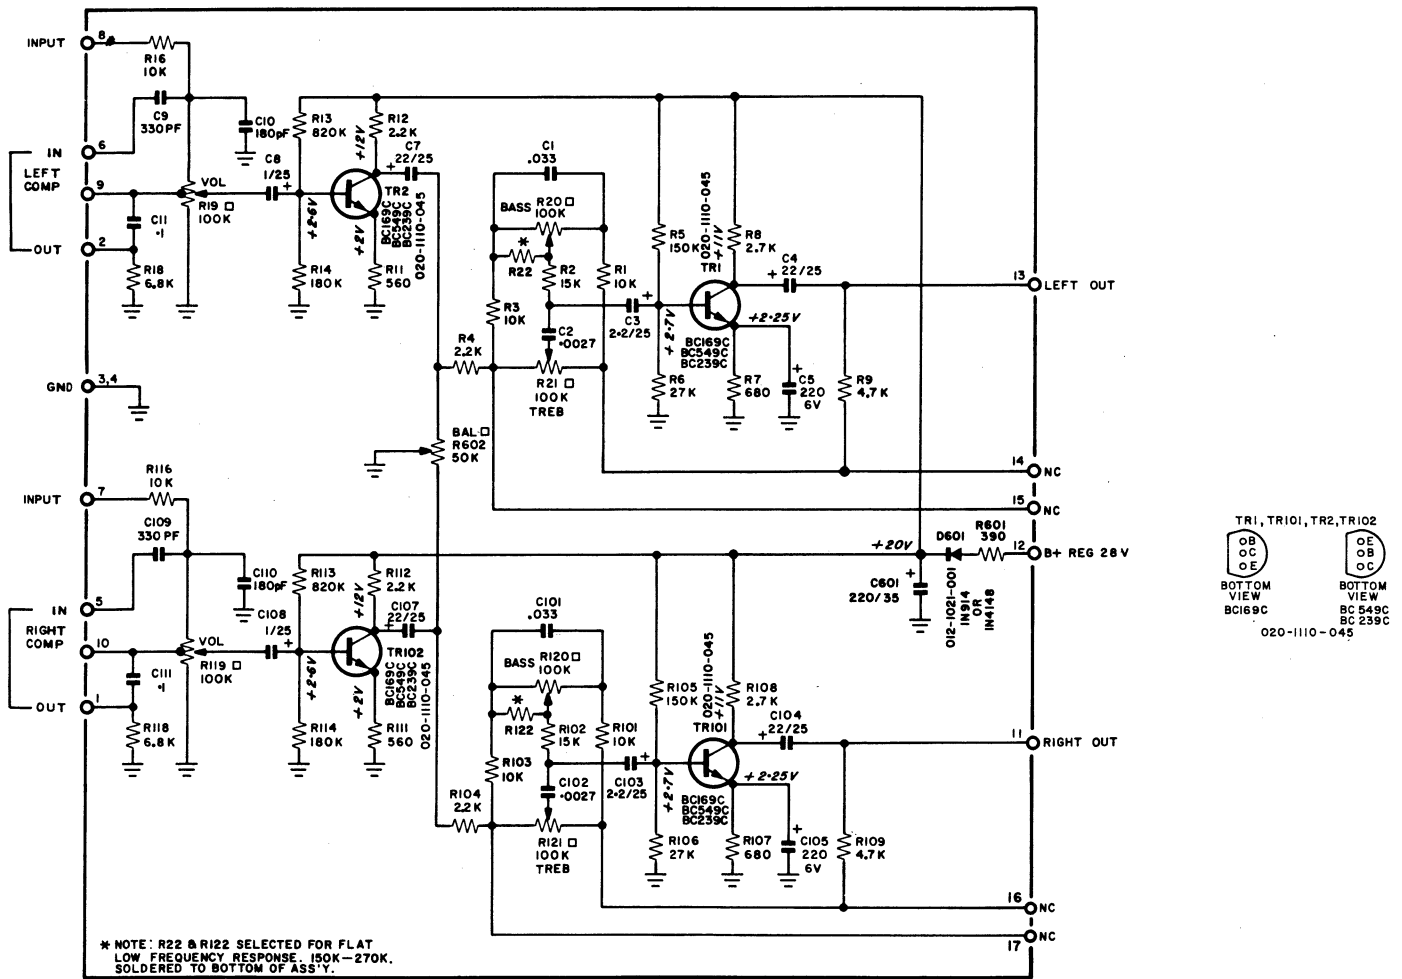 INPUT
8
R16
10K
C9
330PF
C10
180pF
6
IN
LEFT
COMP
9
C11
.1
2
OUT
R18
6.8K
VOL
R19
100K
C8
1/25
+
R13
820K
+2.6V
R14
180K
+12V
R12
2.2K
C7
22/25
+
TR2
BC169C
BC549C
BC239C
020-1110-045
+2V
R11
560
GND
3,4
R4
2.2K
BAL
R602
50K
C1
.033
BASS
R20
100K
*
R22
R2
15K
R1
10K
R3
10K
C2
.0027
R21
100K
TREB
C3
2.2/25
+
R5
150K
+2.7V
R6
27K
020-1110-045
+11V
R8
2.7K
TR1
BC169C
BC549C
BC239C
C4
22/25
+
+2.25V
R7
680
+
C5
220
6V
R9
4.7K
13
LEFT OUT
14
NC
15
NC
+20V
D601
R601
390
12
B+ REG 28V
+
C601
220/35
012-1021-001
IN914
OR
IN4148
INPUT
7
R116
10K
C109
330PF
C110
180pF
5
IN
RIGHT
COMP
10
C111
.1
1
OUT
R118
6.8K
VOL
R119
100K
C108
1/25
+
R113
820K
+2.6V
R114
180K
+12V
R112
2.2K
C107
22/25
+
TR102
BC169C
BC549C
BC239C
020-1110-045
+2V
R111
560
R104
2.2K
C101
.033
BASS
R120
100K
*
R122
R102
15K
R101
10K
R103
10K
C102
.0027
R121
100K
TREB
C103
2.2/25
+
R105
150K
+2.7V
R106
27K
020-1110-045
+11V
R108
2.7K
TR101
BC169C
BC549C
BC239C
C104
22/25
+
+2.25V
R107
680
+
C105
220
6V
R109
4.7K
11
RIGHT OUT
16
NC
17
NC
* NOTE: R22 & R122 SELECTED FOR FLAT
LOW FREQUENCY RESPONSE. 150K-270K.
SOLDERED TO BOTTOM OF ASS'Y.
TR1, TR101, TR2, TR102
B
C
E
BOTTOM
VIEW
BC169C
E
B
C
BOTTOM
VIEW
BC549C
BC239C
020-1110-045